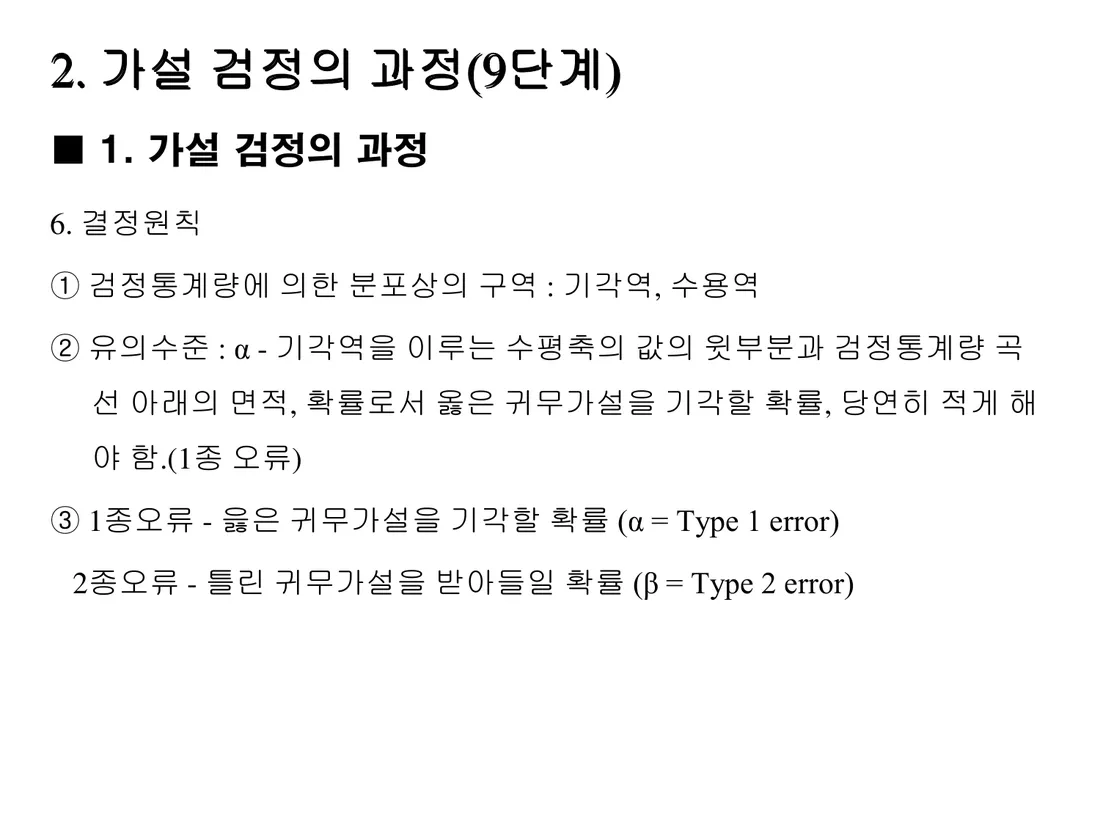 2. 가설 검정의 과정(9단계)
■ 1. 가설 검정의 과정
6. 결정원칙
① 검정통계량에 의한 분포상의 구역 : 기각역, 수용역
② 유의수준 : α - 기각역을 이루는 수평축의 값의 윗부분과 검정통계량 곡
선 아래의 면적, 확률로서 옳은 귀무가설을 기각할 확률, 당연히 적게 해
야 함.(1종 오류)
③ 1종오류 - 옳은 귀무가설을 기각할 확률 (α = Type 1 error)
2종오류 - 틀린 귀무가설을 받아들일 확률 (β = Type 2 error)